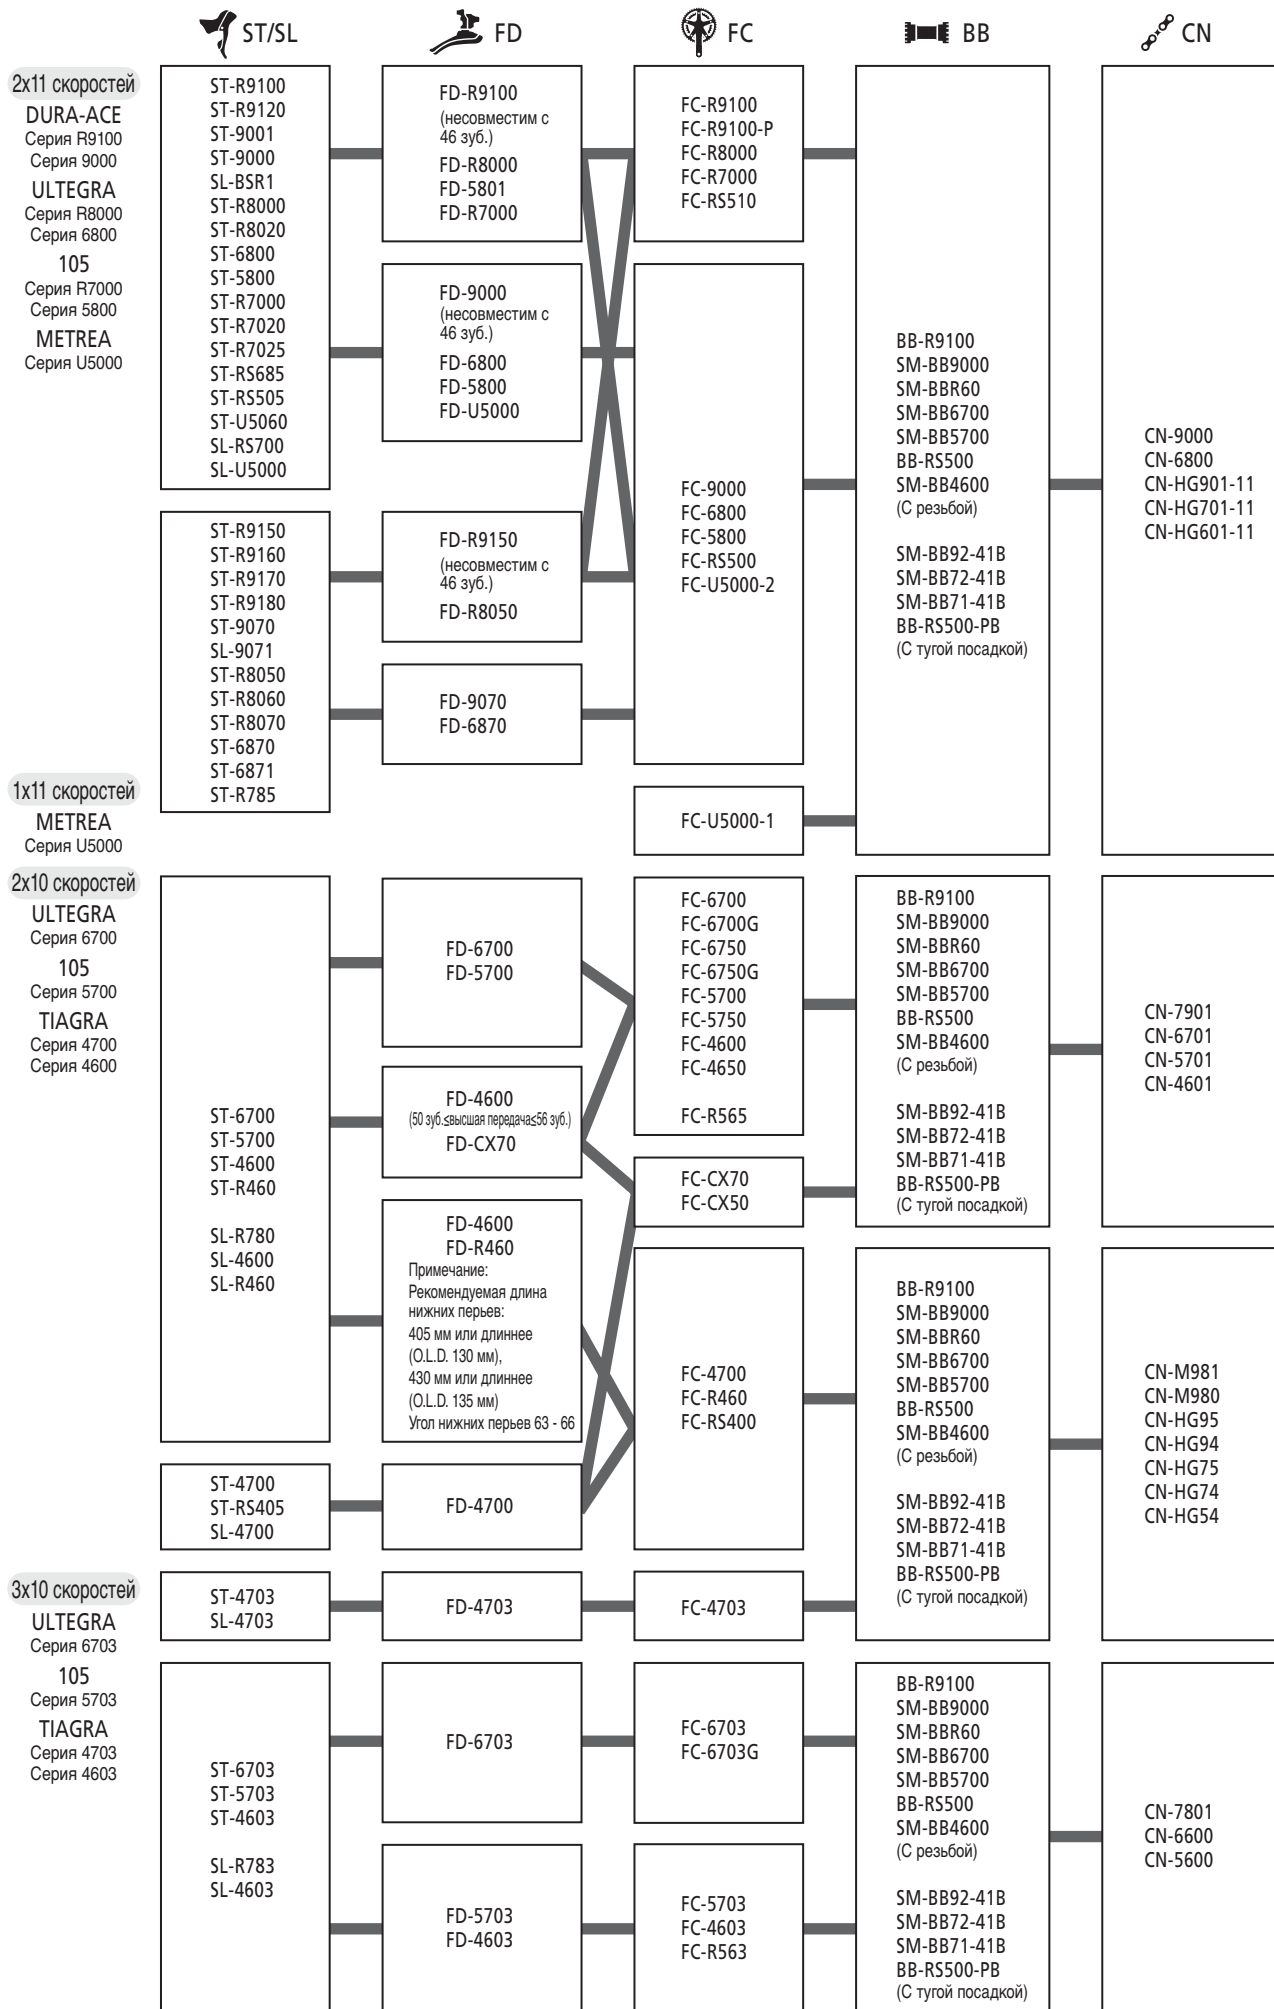 ST/SL
FD
FC
BB
CN
2x11 скоростей
DURA-ACE
Серия R9100
Серия 9000
ULTEGRA
Серия R8000
Серия 6800
105
Серия R7000
Серия 5800
METREA
Серия U5000
ST-R9100
ST-R9120
ST-9001
ST-9000
SL-BSR1
ST-R8000
ST-R8020
ST-6800
ST-5800
ST-R7000
ST-R7020
ST-R7025
ST-RS685
ST-RS505
ST-U5060
SL-RS700
SL-U5000
FD-R9100
(несовместим с
46 зуб.)
FD-R8000
FD-5801
FD-R7000
FD-9000
(несовместим с
46 зуб.)
FD-6800
FD-5800
FD-U5000
ST-R9150
ST-R9160
ST-R9170
ST-R9180
ST-9070
SL-9071
ST-R8050
ST-R8060
ST-R8070
ST-6870
ST-6871
ST-R785
FD-R9150
(несовместим с
46 зуб.)
FD-R8050
FD-9070
FD-6870
FC-R9100
FC-R9100-P
FC-R8000
FC-R7000
FC-RS510
FC-9000
FC-6800
FC-5800
FC-RS500
FC-U5000-2
1x11 скоростей
METREA
Серия U5000
FC-U5000-1
BB-R9100
SM-BB9000
SM-BBR60
SM-BB6700
SM-BB5700
BB-RS500
SM-BB4600
(С резьбой)
SM-BB92-41B
SM-BB72-41B
SM-BB71-41B
BB-RS500-PB
(С тугой посадкой)
CN-9000
CN-6800
CN-HG901-11
CN-HG701-11
CN-HG601-11
2x10 скоростей
ULTEGRA
Серия 6700
105
Серия 5700
TIAGRA
Серия 4700
Серия 4600
ST-6700
ST-5700
ST-4600
ST-R460
SL-R780
SL-4600
SL-R460
FD-6700
FD-5700
FD-4600
(50 зуб.≤высшая передача≤56 зуб.)
FD-CX70
FD-4600
FD-R460
Примечание:
Рекомендуемая длина
нижних перьев:
405 мм или длиннее
(O.L.D. 130 мм),
430 мм или длиннее
(O.L.D. 135 мм)
Угол нижних перьев 63 - 66
ST-4700
ST-RS405
SL-4700
FD-4700
FC-6700
FC-6700G
FC-6750
FC-6750G
FC-5700
FC-5750
FC-4600
FC-4650
FC-R565
FC-CX70
FC-CX50
FC-4700
FC-R460
FC-RS400
BB-R9100
SM-BB9000
SM-BBR60
SM-BB6700
SM-BB5700
BB-RS500
SM-BB4600
(С резьбой)
SM-BB92-41B
SM-BB72-41B
SM-BB71-41B
BB-RS500-PB
(С тугой посадкой)
CN-7901
CN-6701
CN-5701
CN-4601
BB-R9100
SM-BB9000
SM-BBR60
SM-BB6700
SM-BB5700
BB-RS500
SM-BB4600
(С резьбой)
SM-BB92-41B
SM-BB72-41B
SM-BB71-41B
BB-RS500-PB
(С тугой посадкой)
CN-M981
CN-M980
CN-HG95
CN-HG94
CN-HG75
CN-HG74
CN-HG54
3x10 скоростей
ULTEGRA
Серия 6703
105
Серия 5703
TIAGRA
Серия 4703
Серия 4603
ST-4703
SL-4703
FD-4703
FC-4703
ST-6703
ST-5703
ST-4603
SL-R783
SL-4603
FD-6703
FC-6703
FC-6703G
FD-5703
FD-4603
FC-5703
FC-4603
FC-R563
BB-R9100
SM-BB9000
SM-BBR60
SM-BB6700
SM-BB5700
BB-RS500
SM-BB4600
(С резьбой)
SM-BB92-41B
SM-BB72-41B
SM-BB71-41B
BB-RS500-PB
(С тугой посадкой)
CN-7801
CN-6600
CN-5600